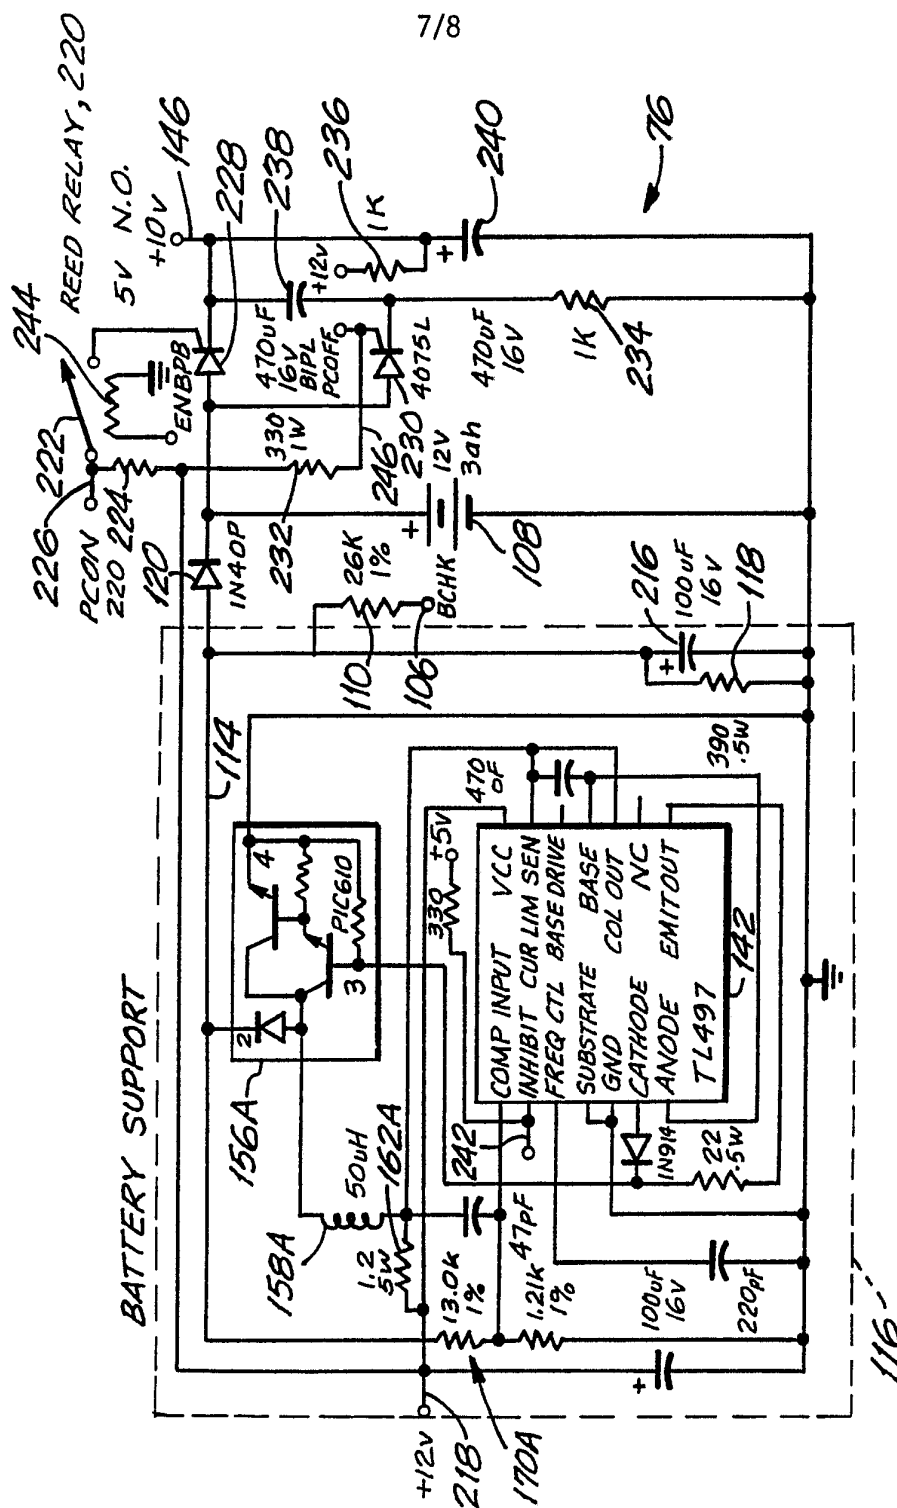 7/8
BATTERY SUPPORT
REED RELAY, 220
5V N.O.
+10V
146
244
222
226
PCON
220 224
120
1N40P
ENBPB
228
238
470uF
16V
BIPL
PCOFF
+12V
236
1K
240
76
330
1W
232
246
230
4075L
470uF
16V
1K
234
12V
3ah
108
+
+
26K
1%
110
106
BCHK
216
100uF
16V
118
+
390
.5W
114
156A
2
4
3
PIC610
158A
50uH
162A
1.2
5W
+12V
218
170A
13.0K
1%
1.21K
1%
47pF
242
330
+5V
470
pF
COMP INPUT VCC
INHIBIT CUR LIM SEN
FREQ CTL BASE DRIVE
SUBSTRATE BASE
GND COL OUT
CATHODE NC
ANODE EMITOUT
TL497
142
1N914
22
.5W
100uF
16V
+
220pF
116